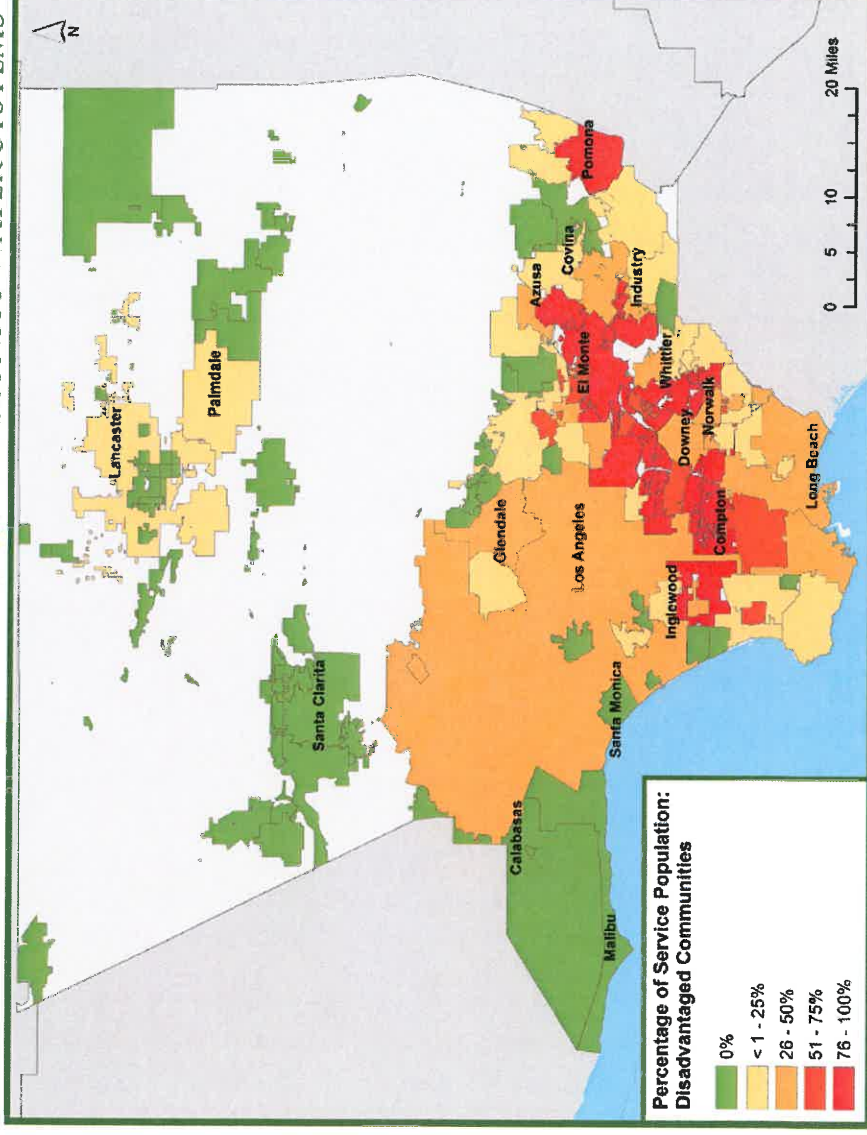 N
Lancaster
Palmdale
Santa Clarita
Glendale
Los Angeles
Azusa
Covina
Pomona
El Monte
Industry
Whittier
Downey
Norwalk
Compton
Inglewood
Long Beach
Santa Monica
Calabasas
Malibu
0 5 10 20 Miles
Percentage of Service Population:
Disadvantaged Communities
0%
< 1 - 25%
26 - 50%
51 - 75%
76 - 100%